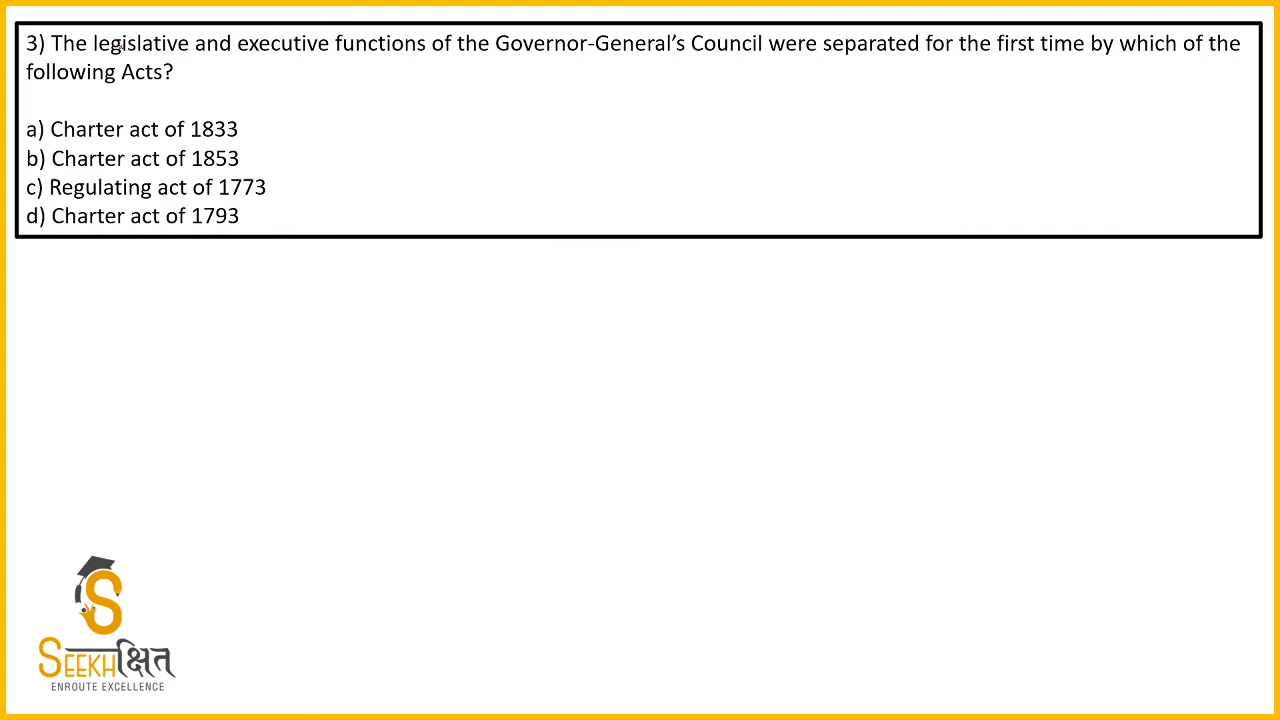 3) The legislative and executive functions of the Governor-General’s Council were separated for the first time by which of the
following Acts?
a) Charter act of 1833
b) Charter act of 1853
c) Regulating act of 1773
d) Charter act of 1793
S
SEEKHक्षित
ENROUTE EXCELLENCE